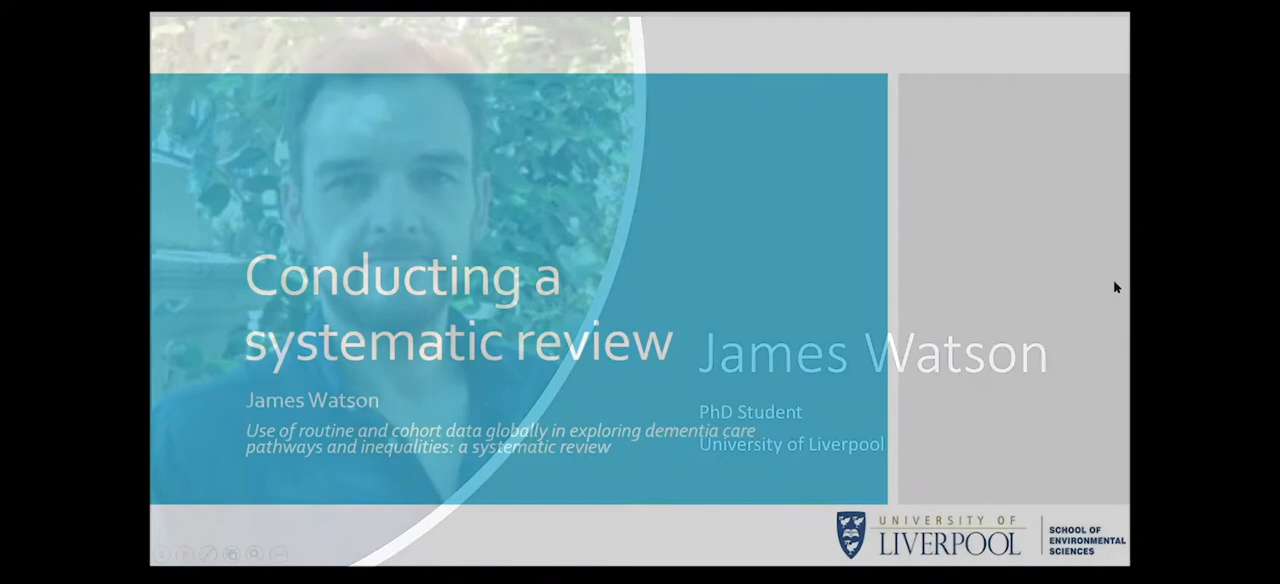 Conducting a
systematic review
James Watson
Use of routine and cohort data globally in exploring dementia care
pathways and inequalities: a systematic review
James Watson
PhD Student
University of Liverpool
UNIVERSITY OF
LIVERPOOL
SCHOOL OF
ENVIRONMENTAL
SCIENCES